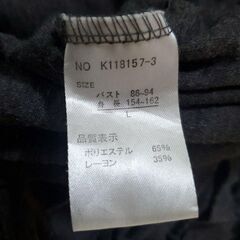 NO K118157-3
SIZE
バスト 86~94
身長 154~162
L
品質表示
ポリエステル 65%
レーヨン 35%